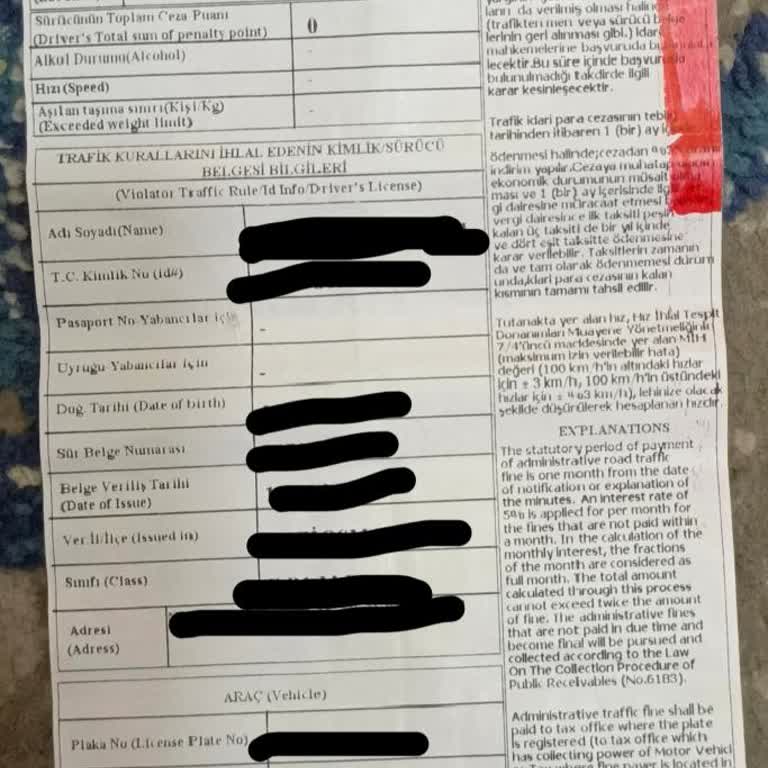 Sürücünün Toplam Ceza Puanı
(Driver's Total sum of penalty point)
0
Alkol Durumu(Alcohol)
-
Hızı(Speed)
-
Aşılan taşıma sınırı(Kişi/Kg)
(Exceeded weight limit)
-
TRAFİK KURALLARINI İHLAL EDENİN KİMLİK/SÜRÜCÜ
BELGESİ BİLGİLERİ
(Violator Traffic Rule/Id Info/Driver's License)
Adı Soyadı(Name)
T.C. Kimlik No (id#)
Pasaport No-Yabancılar için
-
Uyruğu-Yabancılar için
-
Doğ. Tarihi (Date of birth)
Sür Belge Numarası
Belge Veriliş Tarihi
(Date of Issue)
Ver.İl/İlçe (Issued in)
Sınıfı (Class)
Adresi
(Adress)
ARAÇ (Vehicle)
Plaka No (License Plate No)
ların da verilmiş olması halin
(trafikten men veya sürücü
lerinin geri alınması gibi.) İdar
mahkemelerine başvuruda
lecektir.Bu süre içinde başvuru
bulunulmadığı takdirde ilgili
karar kesinleşecektir.
Trafik idari para cezasının tebliğ
tarihinden itibaren 1 (bir) ay iç
ödenmesi halinde;cezadan
indirim yapılır.Cezaya muhatap
ekonomik durumunun müsait
ması ve 1 (bir) ay içerisinde
gi dairesine müracaat etmesi
vergi dairesince ilk taksiti peşin
kalan üç taksiti de bir yıl içinde
ve dört eşit taksitte ödenmesine
karar verilebilir. Taksitlerin zamanın
da ve tam olarak ödenmemesi durum
unda,idari para cezasının kalan
kısmının tamamı tahsil edilir.
Tutanakta yer alan hız, Hız İhlal Tespit
Donanımları Muayene Yönetmeliğinin
7/4'üncü maddesinde yer alan MİH
(maksimum izin verilebilir hata)
değeri (100 km/h'in altındaki hızlar
için ± 3 km/h, 100 km/h'in üstündeki
hızlar için ± %3 km/h), lehinize olacak
şekilde düşürülerek hesaplanan hızdır.
EXPLANATIONS
The statutory period of payment
of administrative road traffic
fine is one month from the date
of notification or explanation of
the minutes. An interest rate of
5% is applied for per month for
the fines that are not paid within
a month. In the calculation of the
monthly interest, the fractions
of the month are considered as
full month. The total amount
calculated through this process
cannot exceed twice the amount
of fine. The administrative fines
that are not paid in due time and
become final will be pursued and
collected according to the Law
On The Collection Procedure of
Public Receivables (No.6183).
Administrative traffic fine shall be
paid to tax office where the plate
is registered (to tax office which
has collecting power of Motor Vehicl